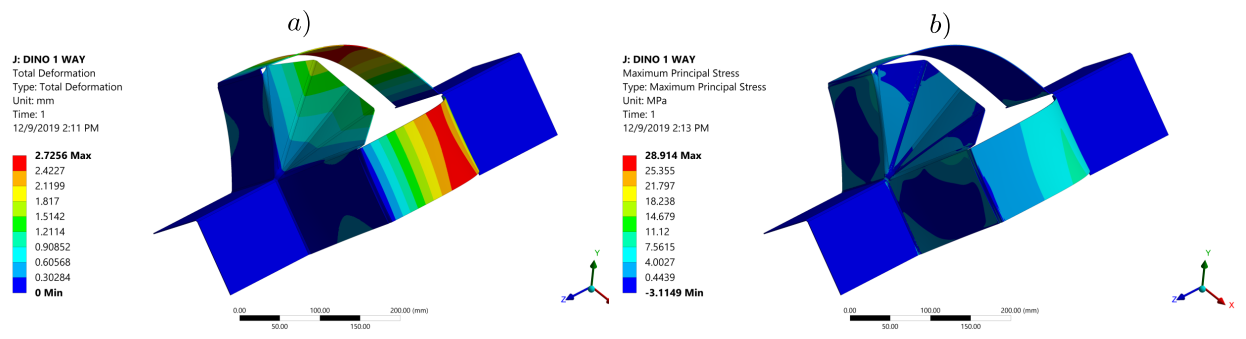 a)
J: DINO 1 WAY
Total Deformation
Type: Total Deformation
Unit: mm
Time: 1
12/9/2019 2:11 PM
2.7256 Max
2.4227
2.1199
1.817
1.5142
1.2114
0.90852
0.60568
0.30284
0 Min
Y
Z
0.00
100.00
200.00 (mm)
50.00
150.00
b)
J: DINO 1 WAY
Maximum Principal Stress
Type: Maximum Principal Stress
Unit: MPa
Time: 1
12/9/2019 2:13 PM
28.914 Max
25.355
21.797
18.238
14.679
11.12
7.5615
4.0027
0.4439
-3.1149 Min
Y
Z
X
0.00
100.00
200.00 (mm)
50.00
150.00